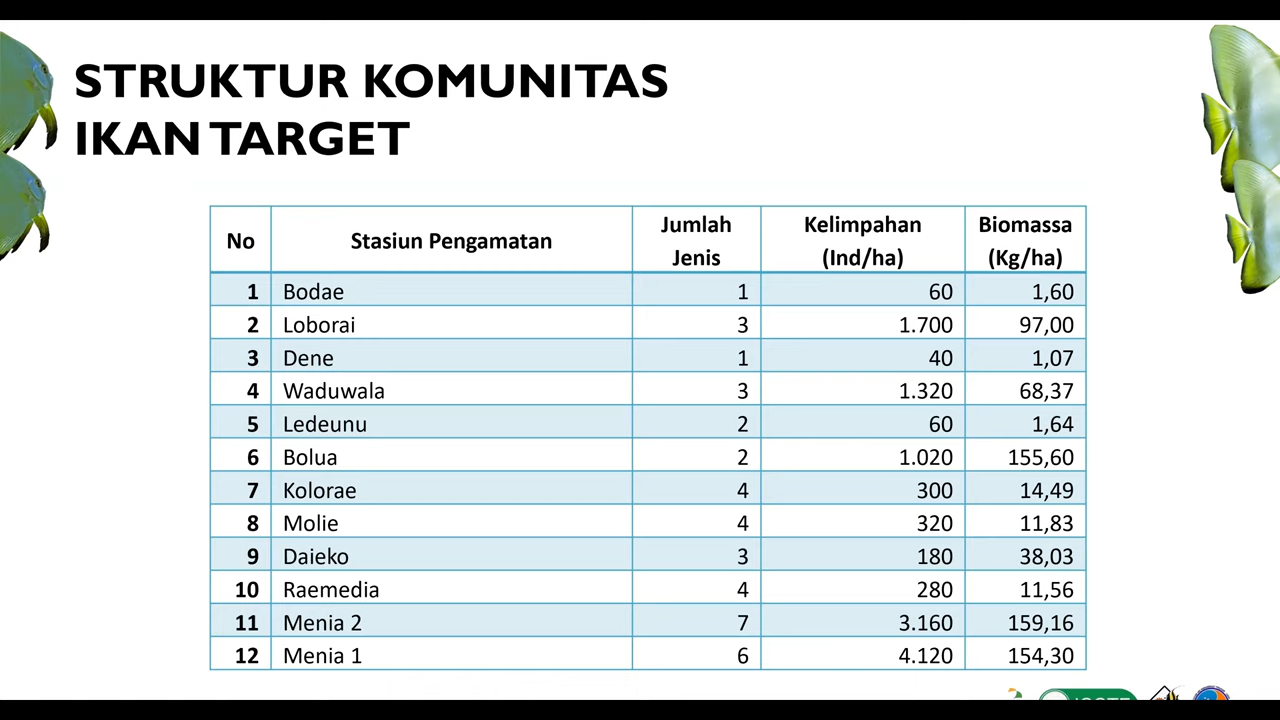 STRUKTUR KOMUNITAS
IKAN TARGET
No Stasiun Pengamatan Jumlah Jenis Kelimpahan (Ind/ha) Biomassa (Kg/ha)
1 Bodae 1 60 1,60
2 Loborai 3 1.700 97,00
3 Dene 1 40 1,07
4 Waduwala 3 1.320 68,37
5 Ledeunu 2 60 1,64
6 Bolua 2 1.020 155,60
7 Kolorae 4 300 14,49
8 Molie 4 320 11,83
9 Daieko 3 180 38,03
10 Raemedia 4 280 11,56
11 Menia 2 7 3.160 159,16
12 Menia 1 6 4.120 154,30